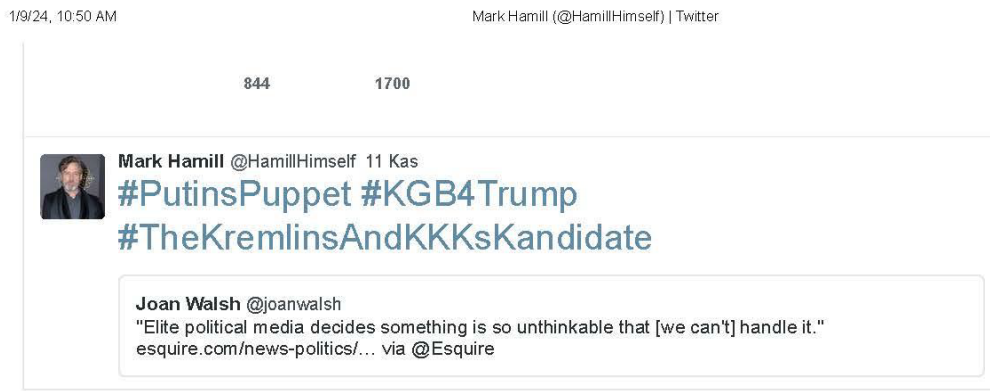 1/9/24, 10:50 AM Mark Hamill (@HamillHimself) | Twitter
844 1700
Mark Hamill @HamillHimself 11 Kas
#PutinsPuppet #KGB4Trump
#TheKremlinsAndKKKsKandidate
Joan Walsh @joanwalsh
"Elite political media decides something is so unthinkable that [we can't] handle it."
esquire.com/news-politics/… via @Esquire